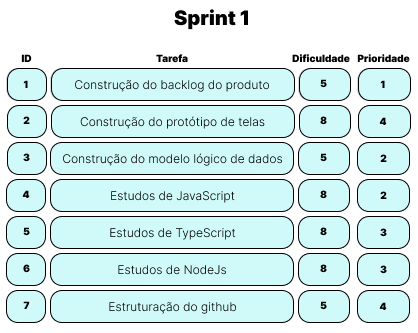 Sprint 1
ID Tarefa Dificuldade Prioridade
1 Construção do backlog do produto 5 1
2 Construção do protótipo de telas 8 4
3 Construção do modelo lógico de dados 5 2
4 Estudos de JavaScript 8 2
5 Estudos de TypeScript 8 3
6 Estudos de NodeJs 8 3
7 Estruturação do github 5 4